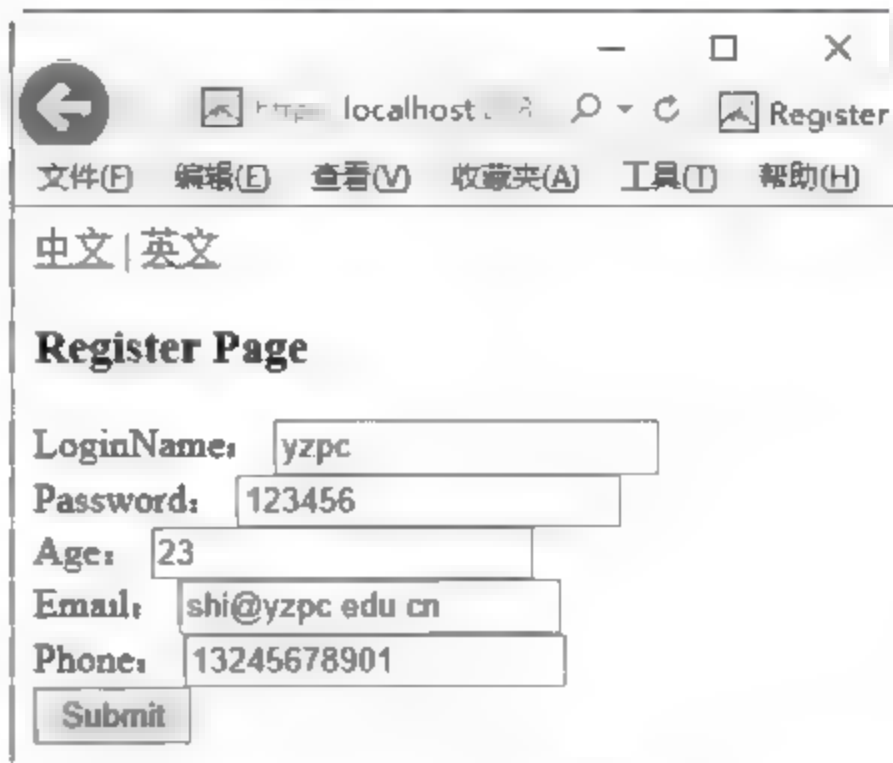 localhost Register
文件(F) 编辑(E) 查看(V) 收藏夹(A) 工具(T) 帮助(H)
中文 | 英文
Register Page
LoginName: yzpc
Password: 123456
Age: 23
Email: shi@yzpc edu cn
Phone: 13245678901
Submit